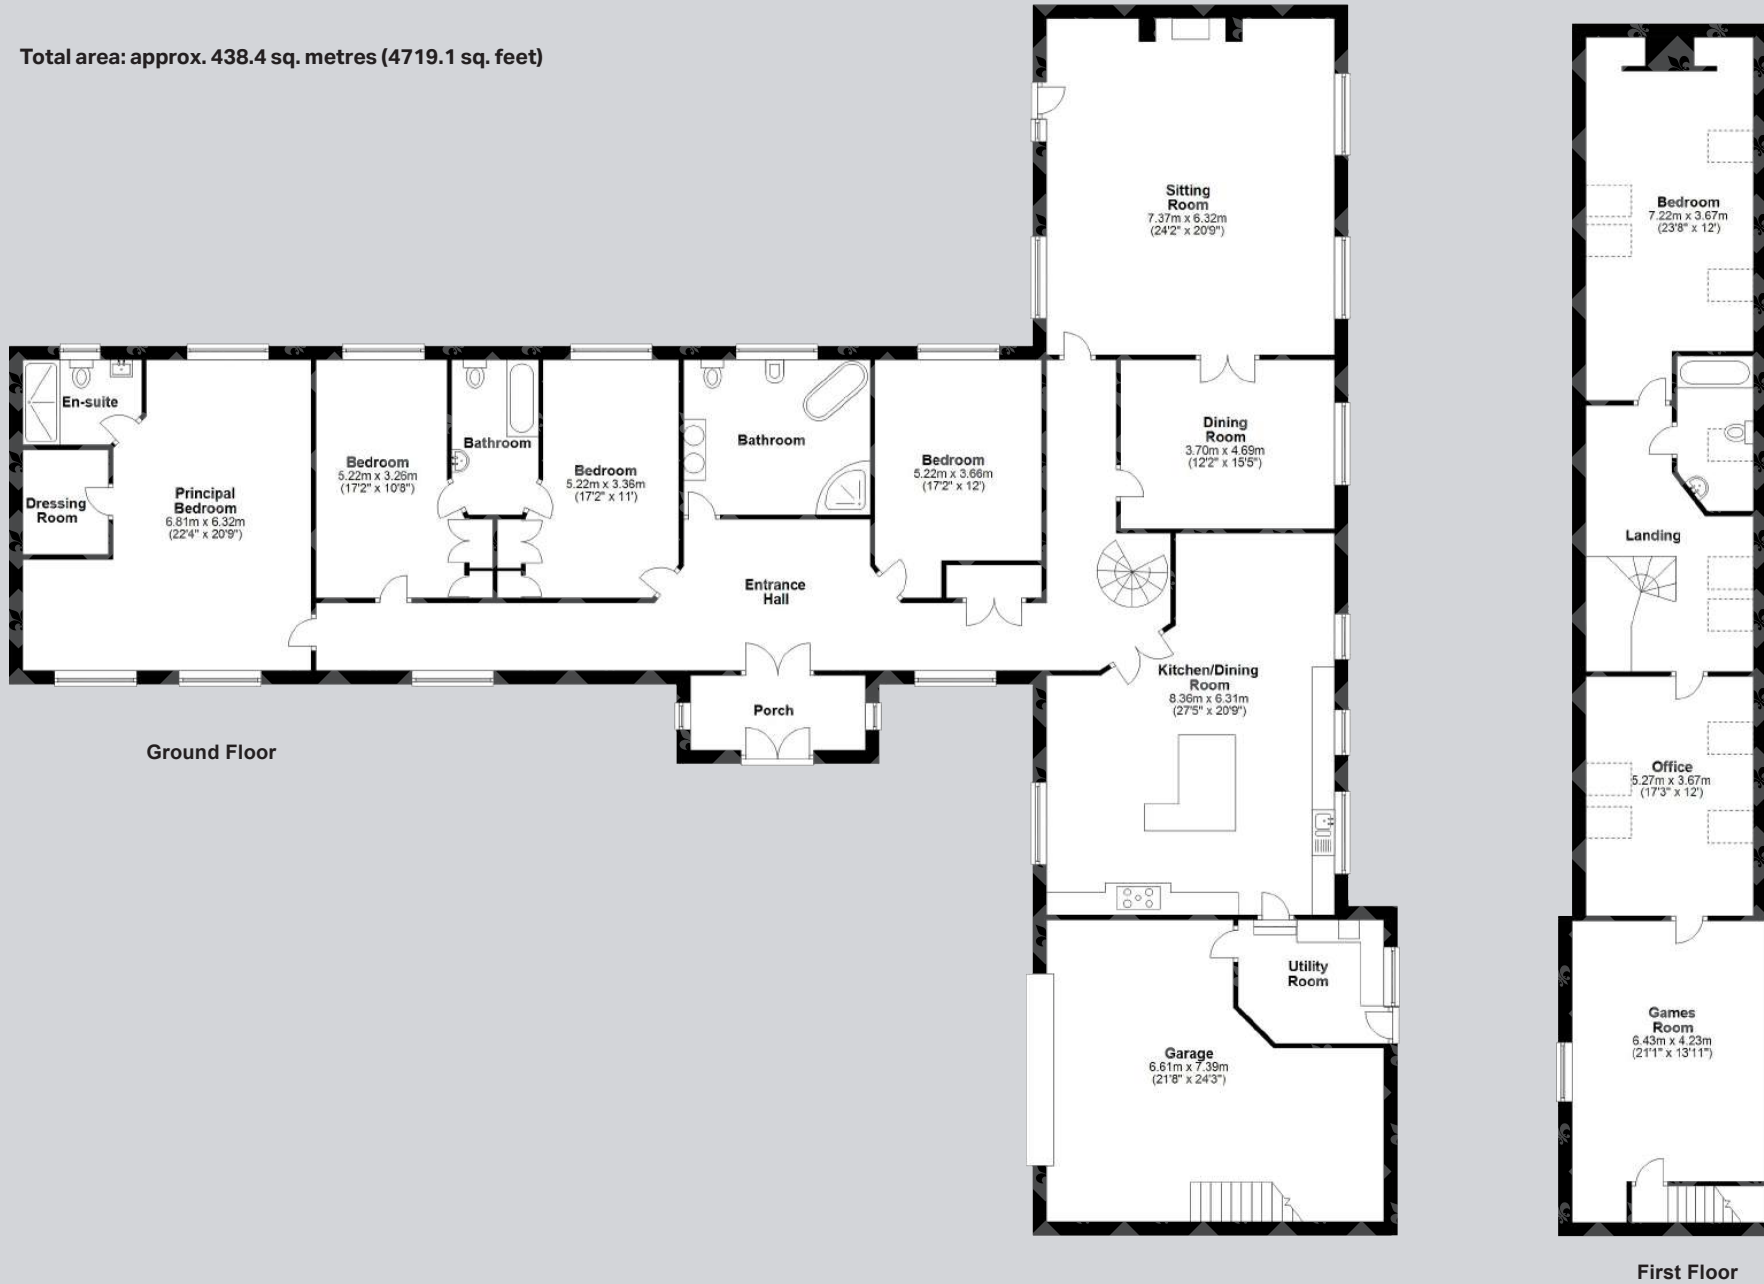 Total area: approx. 438.4 sq. metres (4719.1 sq. feet)
Sitting
Room
7.37m x 6.32m
(24'2" x 20'9")
Bedroom
7.22m x 3.67m
(23'8" x 12')
En-suite
Dressing
Room
Principal
Bedroom
6.81m x 6.32m
(22'4" x 20'9")
Bedroom
5.22m x 3.26m
(17'2" x 10'8")
Bathroom
Bedroom
5.22m x 3.36m
(17'2" x 11')
Bathroom
Bedroom
5.22m x 3.66m
(17'2" x 12')
Dining
Room
3.70m x 4.69m
(12'2" x 15'5")
Landing
Entrance
Hall
Kitchen/Dining
Room
8.36m x 6.31m
(27'5" x 20'9")
Porch
Ground Floor
Office
5.27m x 3.67m
(17'3" x 12')
Utility
Room
Garage
6.61m x 7.39m
(21'8" x 24'3")
Games
Room
6.43m x 4.23m
(21'1" x 13'11")
First Floor